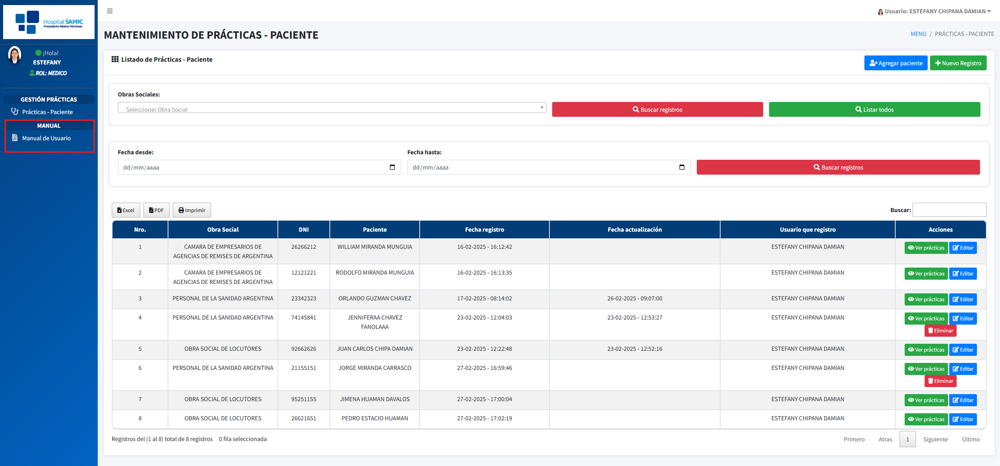 Hospital SAMIC
Presidente Néstor Kirchner
Usuario: ESTEFANY CHIPANA DAMIAN
¡Hola!
ESTEFANY
ROL: MEDICO
GESTIÓN PRÁCTICAS
Prácticas - Paciente
MANUAL
Manual de Usuario
MANTENIMIENTO DE PRÁCTICAS - PACIENTE
MENU / PRÁCTICAS - PACIENTE
Listado de Prácticas - Paciente
Agregar paciente
Nuevo Registro
Obras Sociales:
Seleccionar Obra Social
Buscar registros
Listar todos
Fecha desde:
Fecha hasta:
dd/mm/aaaa
dd/mm/aaaa
Buscar registros
Excel
PDF
Imprimir
Buscar:
Nro. Obra Social DNI Paciente Fecha registro Fecha actualización Usuario que registro Acciones
1 CAMARA DE EMPRESARIOS DE 26266212 WILLIAM MIRANDA MUNGUIA 16-02-2025 - 16:12:42 ESTEFANY CHIPANA DAMIAN Ver prácticas Editar
AGENCIAS DE REMISES DE ARGENTINA
2 CAMARA DE EMPRESARIOS DE 12121221 RODOLFO MIRANDA MUNGUIA 16-02-2025 - 16:13:35 ESTEFANY CHIPANA DAMIAN Ver prácticas Editar
AGENCIAS DE REMISES DE ARGENTINA
3 PERSONAL DE LA SANIDAD ARGENTINA 23342323 ORLANDO GUZMAN CHAVEZ 17-02-2025 - 08:14:02 26-02-2025 - 09:07:00 ESTEFANY CHIPANA DAMIAN Ver prácticas Editar
4 PERSONAL DE LA SANIDAD ARGENTINA 74145841 JENNIFERAA CHAVEZ 23-02-2025 - 12:04:03 23-02-2025 - 12:53:27 ESTEFANY CHIPANA DAMIAN Ver prácticas Editar
FANOLAAA Eliminar
5 OBRA SOCIAL DE LOCUTORES 92662626 JUAN CARLOS CHIPA DAMIAN 23-02-2025 - 12:22:48 23-02-2025 - 12:52:16 ESTEFANY CHIPANA DAMIAN Ver prácticas Editar
6 PERSONAL DE LA SANIDAD ARGENTINA 21155151 JORGE MIRANDA CARRASCO 27-02-2025 - 16:59:46 ESTEFANY CHIPANA DAMIAN Ver prácticas Editar
Eliminar
7 OBRA SOCIAL DE LOCUTORES 95251155 JIMENA HUAMAN DAVALOS 27-02-2025 - 17:00:04 ESTEFANY CHIPANA DAMIAN Ver prácticas Editar
8 OBRA SOCIAL DE LOCUTORES 26621651 PEDRO ESTACIO HUAMAN 27-02-2025 - 17:02:19 ESTEFANY CHIPANA DAMIAN Ver prácticas Editar
Registros del (1 al 8) total de 8 registros 0 fila seleccionada
Primero Atras 1 Siguiente Último